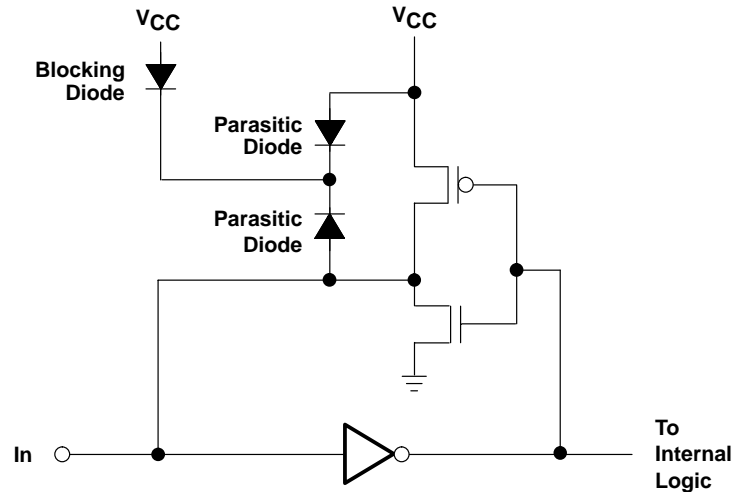 VCC
Blocking
Diode
VCC
Parasitic
Diode
Parasitic
Diode
In
To
Internal
Logic